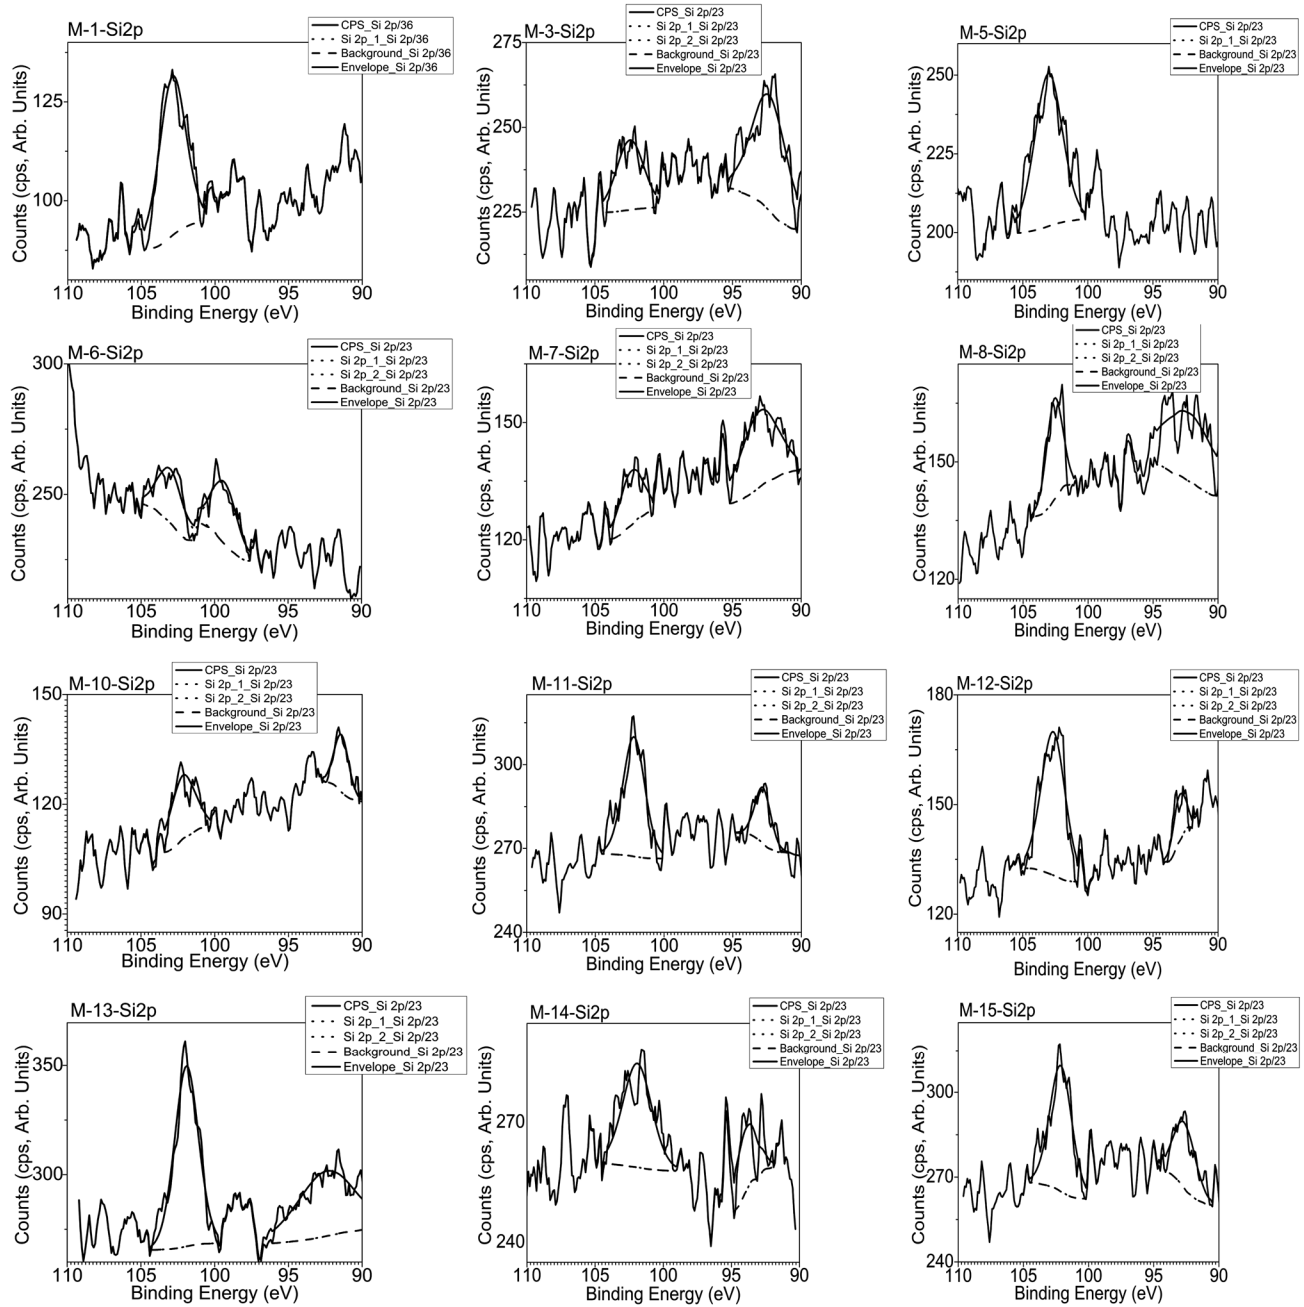 M-1-Si2p
CPS_Si 2p/36
Si 2p_1_Si 2p/36
Background_Si 2p/36
Envelope_Si 2p/36
125
100
Counts (cps, Arb. Units)
110 105 100 95 90
Binding Energy (eV)
M-3-Si2p
CPS_Si 2p/23
Si 2p_1_Si 2p/23
Si 2p_2_Si 2p/23
Background_Si 2p/23
Envelope_Si 2p/23
275
250
225
Counts (cps, Arb. Units)
110 105 100 95 90
Binding Energy (eV)
M-5-Si2p
CPS_Si 2p/23
Si 2p_1_Si 2p/23
Background_Si 2p/23
Envelope_Si 2p/23
250
225
200
Counts (cps, Arb. Units)
110 105 100 95 90
Binding Energy (eV)
M-6-Si2p
CPS_Si 2p/23
Si 2p_1_Si 2p/23
Si 2p_2_Si 2p/23
Background_Si 2p/23
Envelope_Si 2p/23
300
250
Counts (cps, Arb. Units)
110 105 100 95 90
Binding Energy (eV)
M-7-Si2p
CPS_Si 2p/23
Si 2p_1_Si 2p/23
Si 2p_2_Si 2p/23
Background_Si 2p/23
Envelope_Si 2p/23
150
120
Counts (cps, Arb. Units)
110 105 100 95 90
Binding Energy (eV)
M-8-Si2p
CPS_Si 2p/23
Si 2p_1_Si 2p/23
Si 2p_2_Si 2p/23
Background_Si 2p/23
Envelope_Si 2p/23
150
120
Counts (cps, Arb. Units)
110 105 100 95 90
Binding Energy (eV)
M-10-Si2p
CPS_Si 2p/23
Si 2p_1_Si 2p/23
Si 2p_2_Si 2p/23
Background_Si 2p/23
Envelope_Si 2p/23
150
120
90
Counts (cps, Arb. Units)
110 105 100 95 90
Binding Energy (eV)
M-11-Si2p
CPS_Si 2p/23
Si 2p_1_Si 2p/23
Si 2p_2_Si 2p/23
Background_Si 2p/23
Envelope_Si 2p/23
300
270
240
Counts (cps, Arb. Units)
110 105 100 95 90
Binding Energy (eV)
M-12-Si2p
CPS_Si 2p/23
Si 2p_1_Si 2p/23
Si 2p_2_Si 2p/23
Background_Si 2p/23
Envelope_Si 2p/23
180
150
120
Counts (cps, Arb. Units)
110 105 100 95 90
Binding Energy (eV)
M-13-Si2p
CPS_Si 2p/23
Si 2p_1_Si 2p/23
Si 2p_2_Si 2p/23
Background_Si 2p/23
Envelope_Si 2p/23
350
300
Counts (cps, Arb. Units)
110 105 100 95 90
Binding Energy (eV)
M-14-Si2p
CPS_Si 2p/23
Si 2p_1_Si 2p/23
Si 2p_2_Si 2p/23
Background_Si 2p/23
Envelope_Si 2p/23
270
240
Counts (cps, Arb. Units)
110 105 100 95 90
Binding Energy (eV)
M-15-Si2p
CPS_Si 2p/23
Si 2p_1_Si 2p/23
Si 2p_2_Si 2p/23
Background_Si 2p/23
Envelope_Si 2p/23
300
270
240
Counts (cps, Arb. Units)
110 105 100 95 90
Binding Energy (eV)